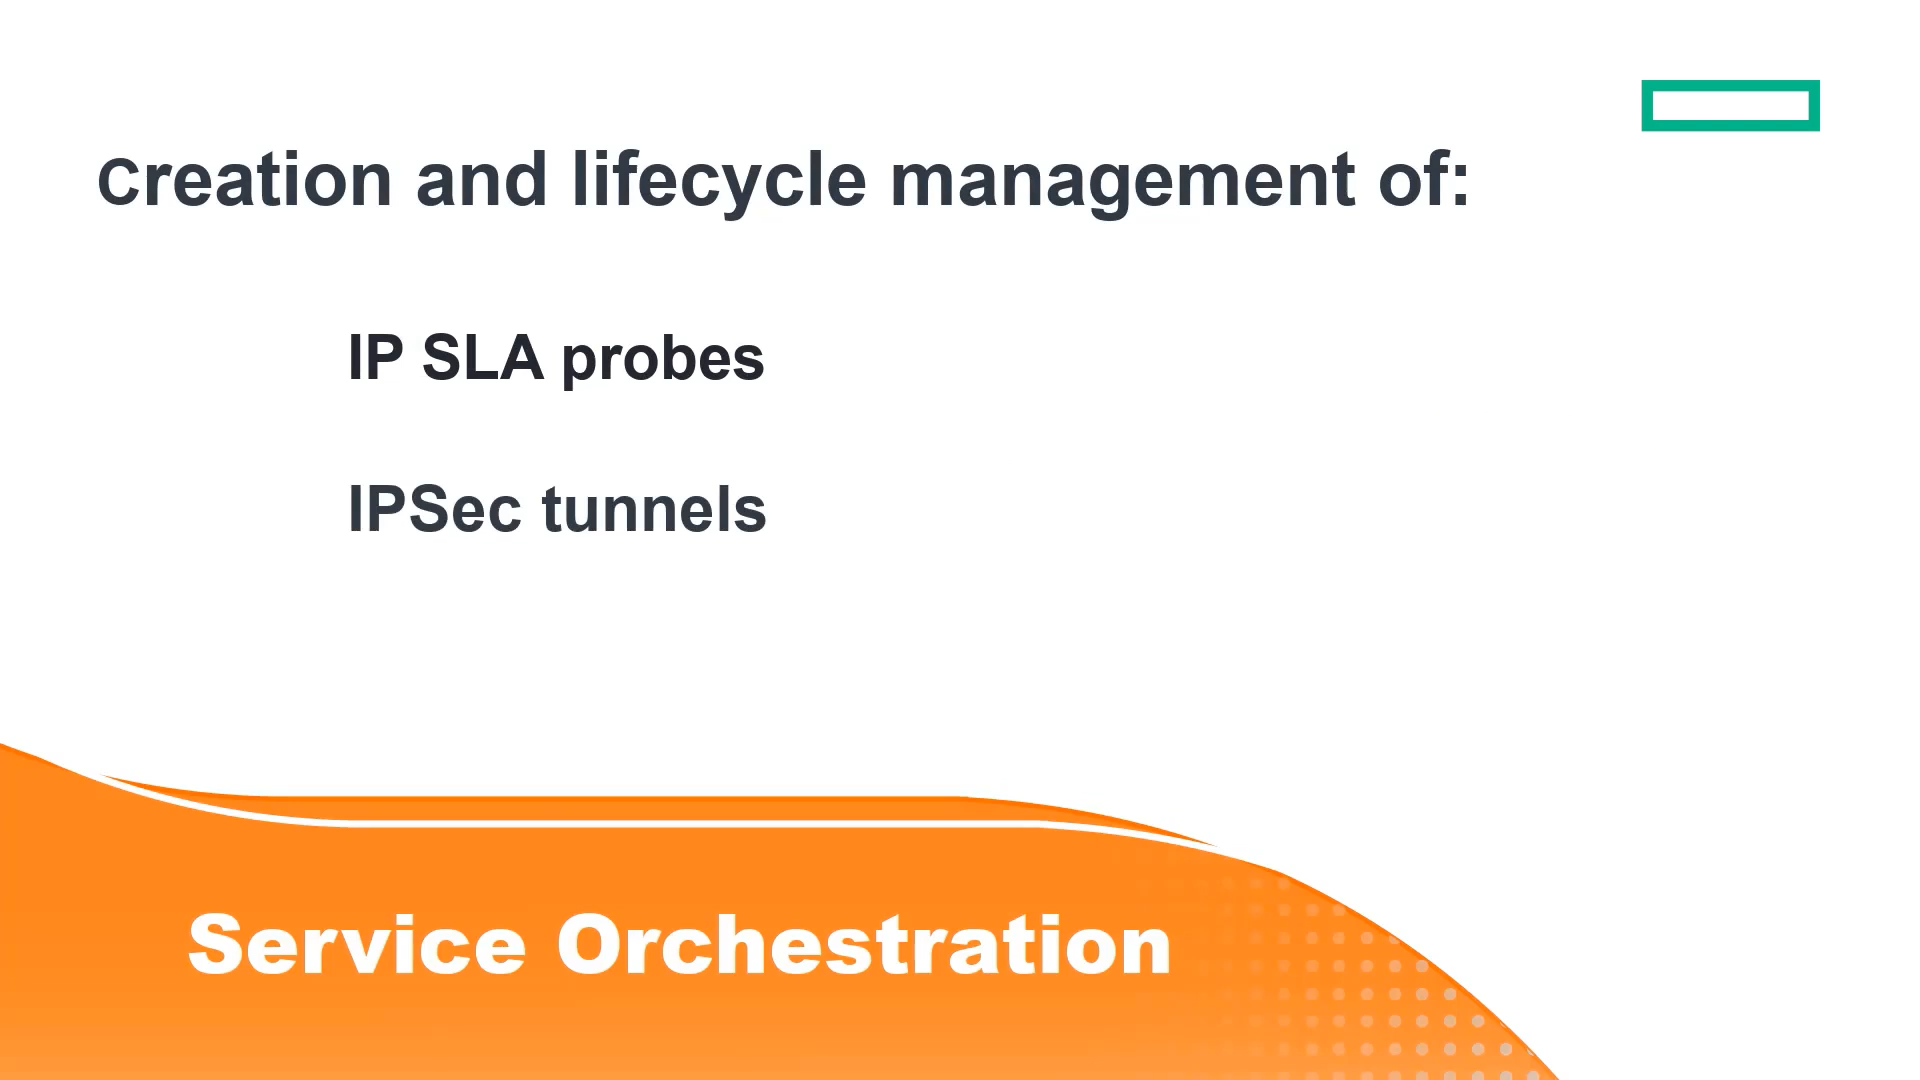 Creation and lifecycle management of:
IP SLA probes
IPSec tunnels
Service Orchestration